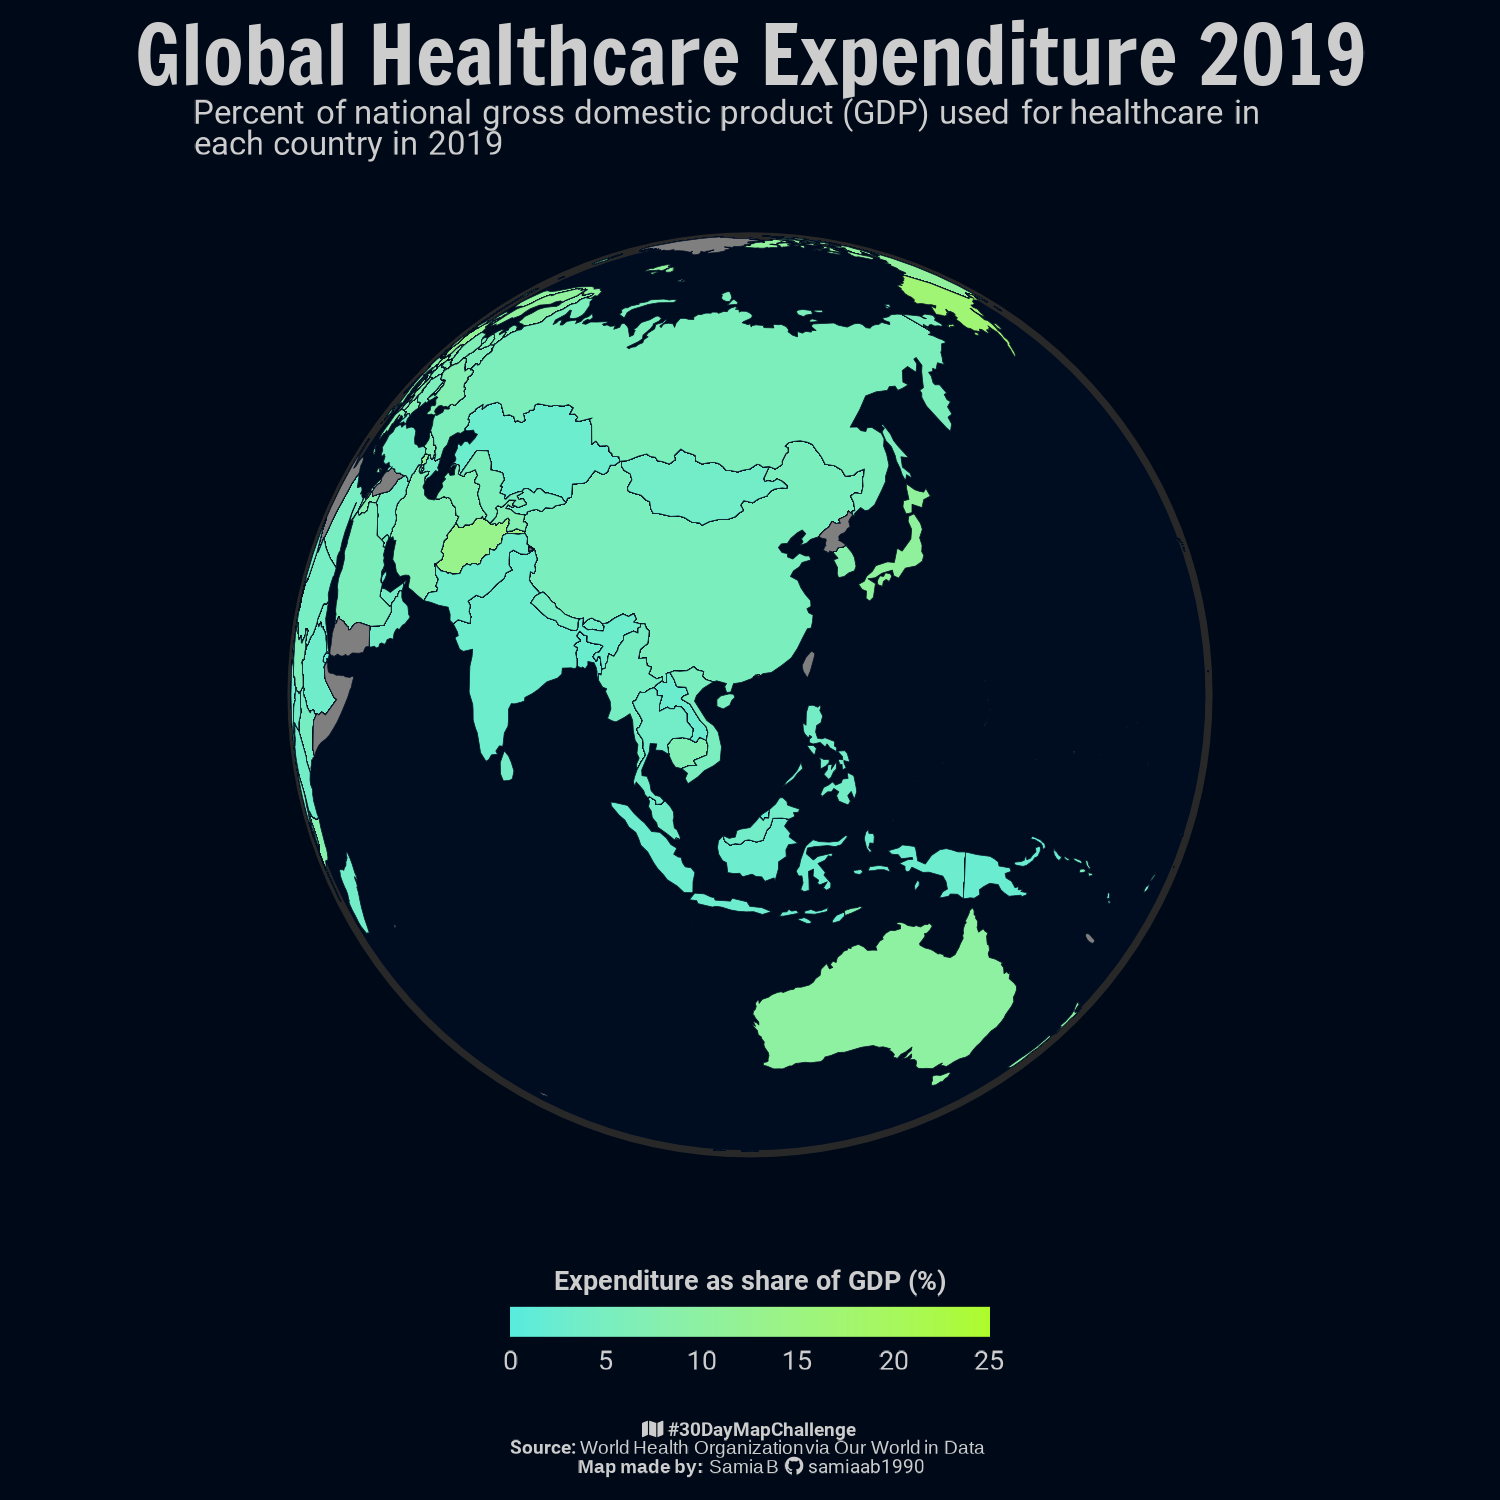 Global Healthcare Expenditure 2019
Percent of national gross domestic product (GDP) used for healthcare in
each country in 2019
Expenditure as share of GDP (%)
0 5 10 15 20 25
#30DayMapChallenge
Source: World Health Organization via Our World in Data
Map made by: Samia B samiaab1990